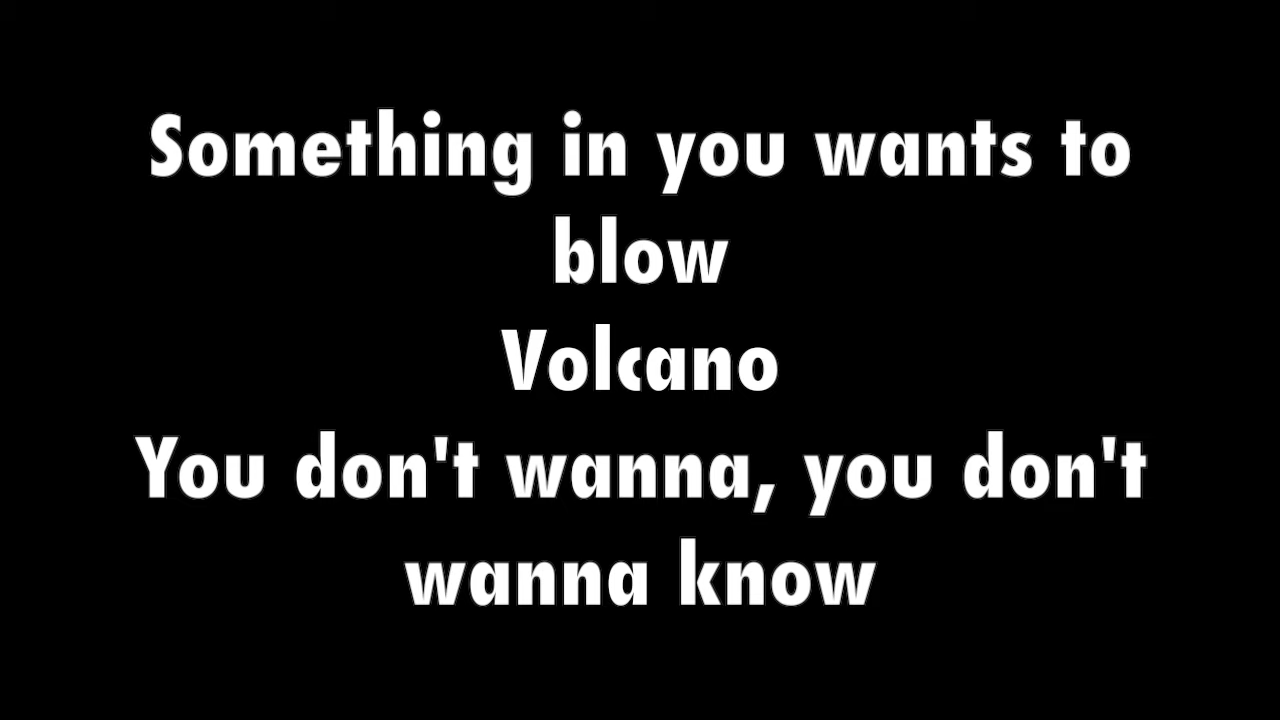 Something in you wants to
blow
Volcano
You don't wanna, you don't
wanna know